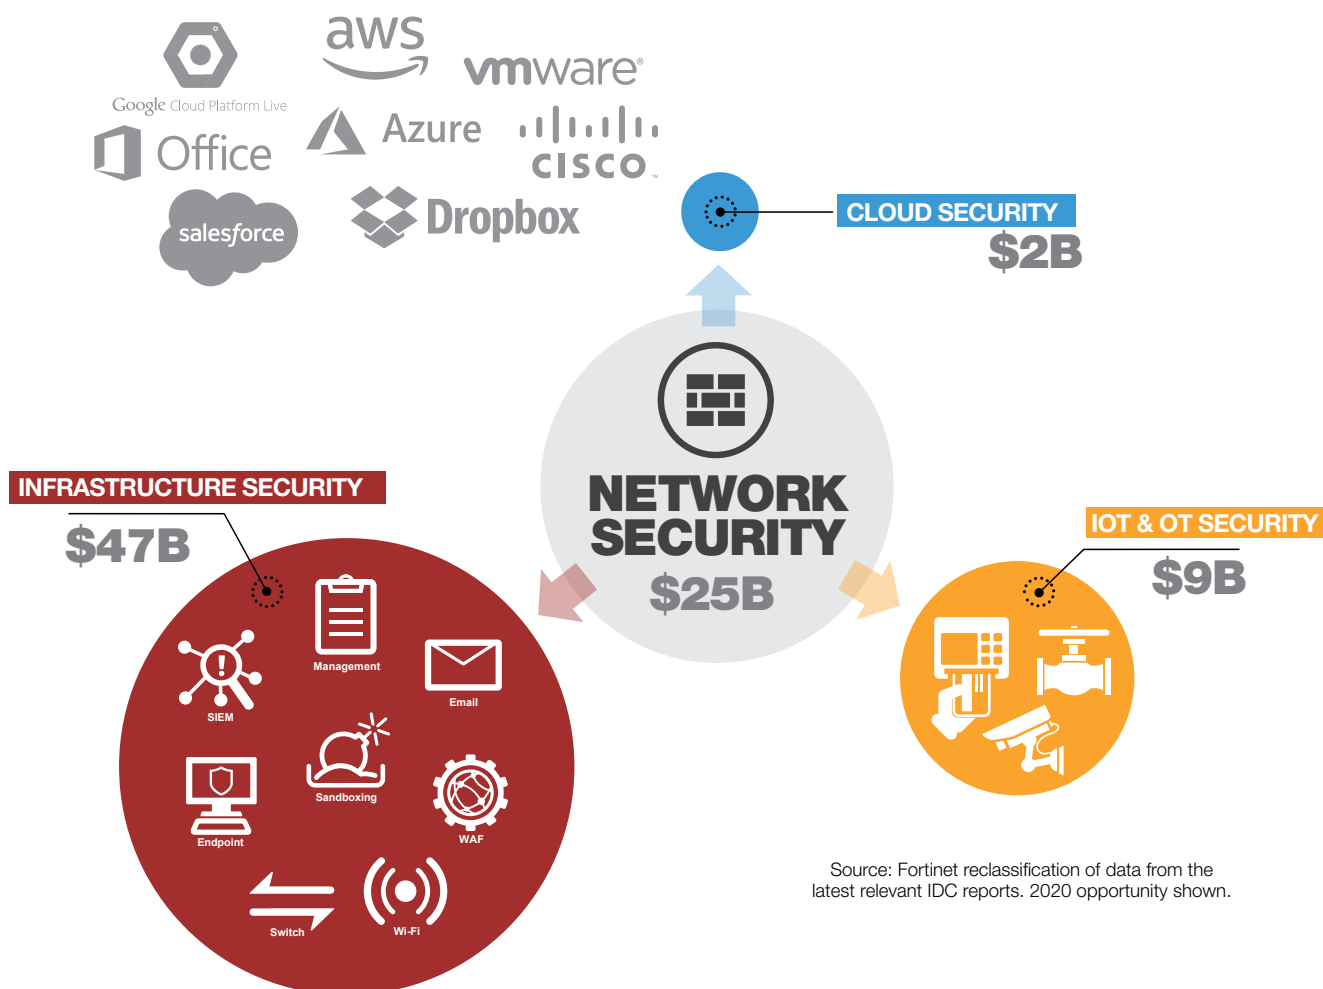 Google Cloud Platform Live
aws
vmware®
Office
Azure
CISCO™
salesforce
Dropbox
CLOUD SECURITY
$2B
NETWORK
SECURITY
$25B
INFRASTRUCTURE SECURITY
$47B
IOT & OT SECURITY
$9B
Management
SIEM
Email
Sandboxing
Endpoint
WAF
Switch
Wi-Fi
Source: Fortinet reclassification of data from the
latest relevant IDC reports. 2020 opportunity shown.